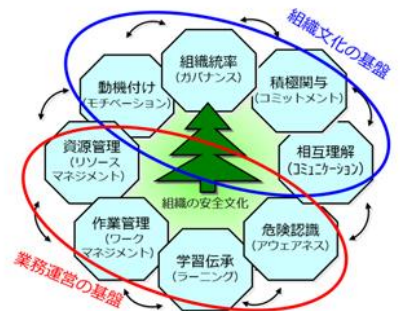 組織文化の基盤
組織統率
(ガバナンス)
動機付け
(モチベーション)
積極関与
(コミットメント)
資源管理
(リソース
マネジメント)
相互理解
(コミュニケーション)
組織の安全文化
作業管理
(ワーク
マネジメント)
危険認識
(アウェアネス)
学習伝承
(ラーニング)
業務運営の基盤